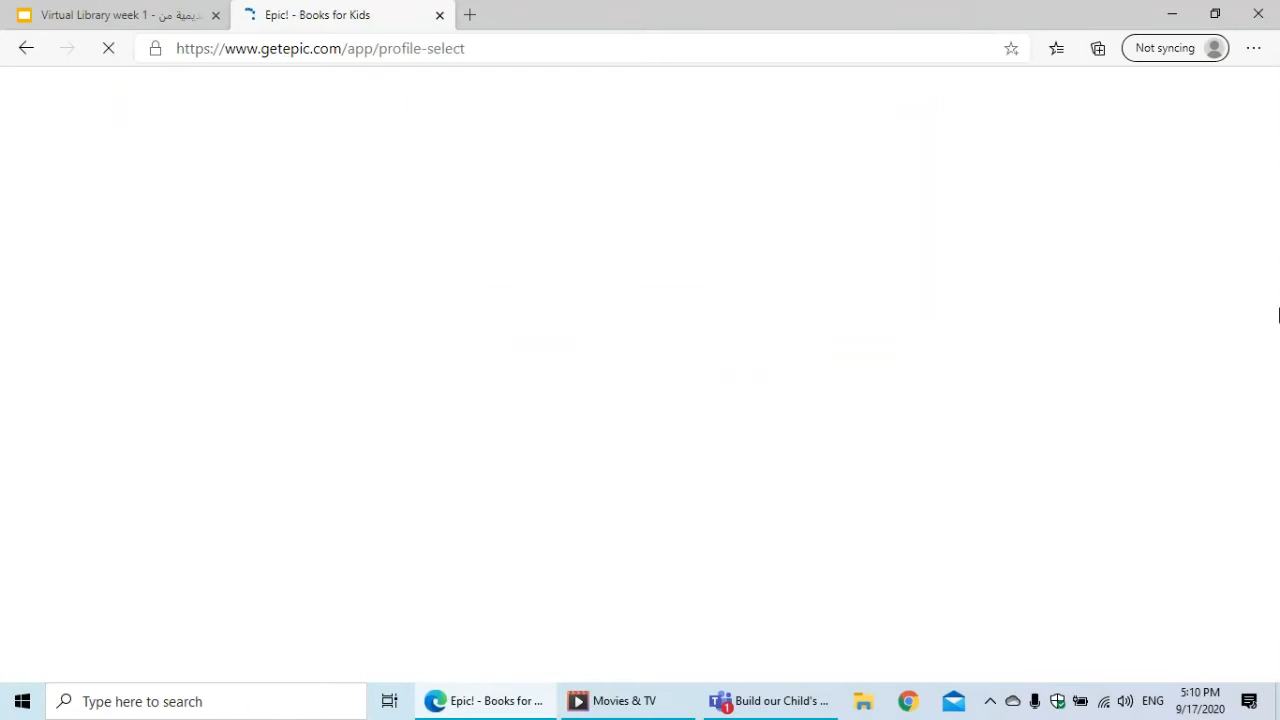 Virtual Library week 1 - ديمية من
Epic! - Books for Kids
https://www.getepic.com/app/profile-select
Not syncing
Type here to search
Epic! - Books for ...
Movies & TV
1
Build our Child's ...
ENG
5:10 PM
9/17/2020